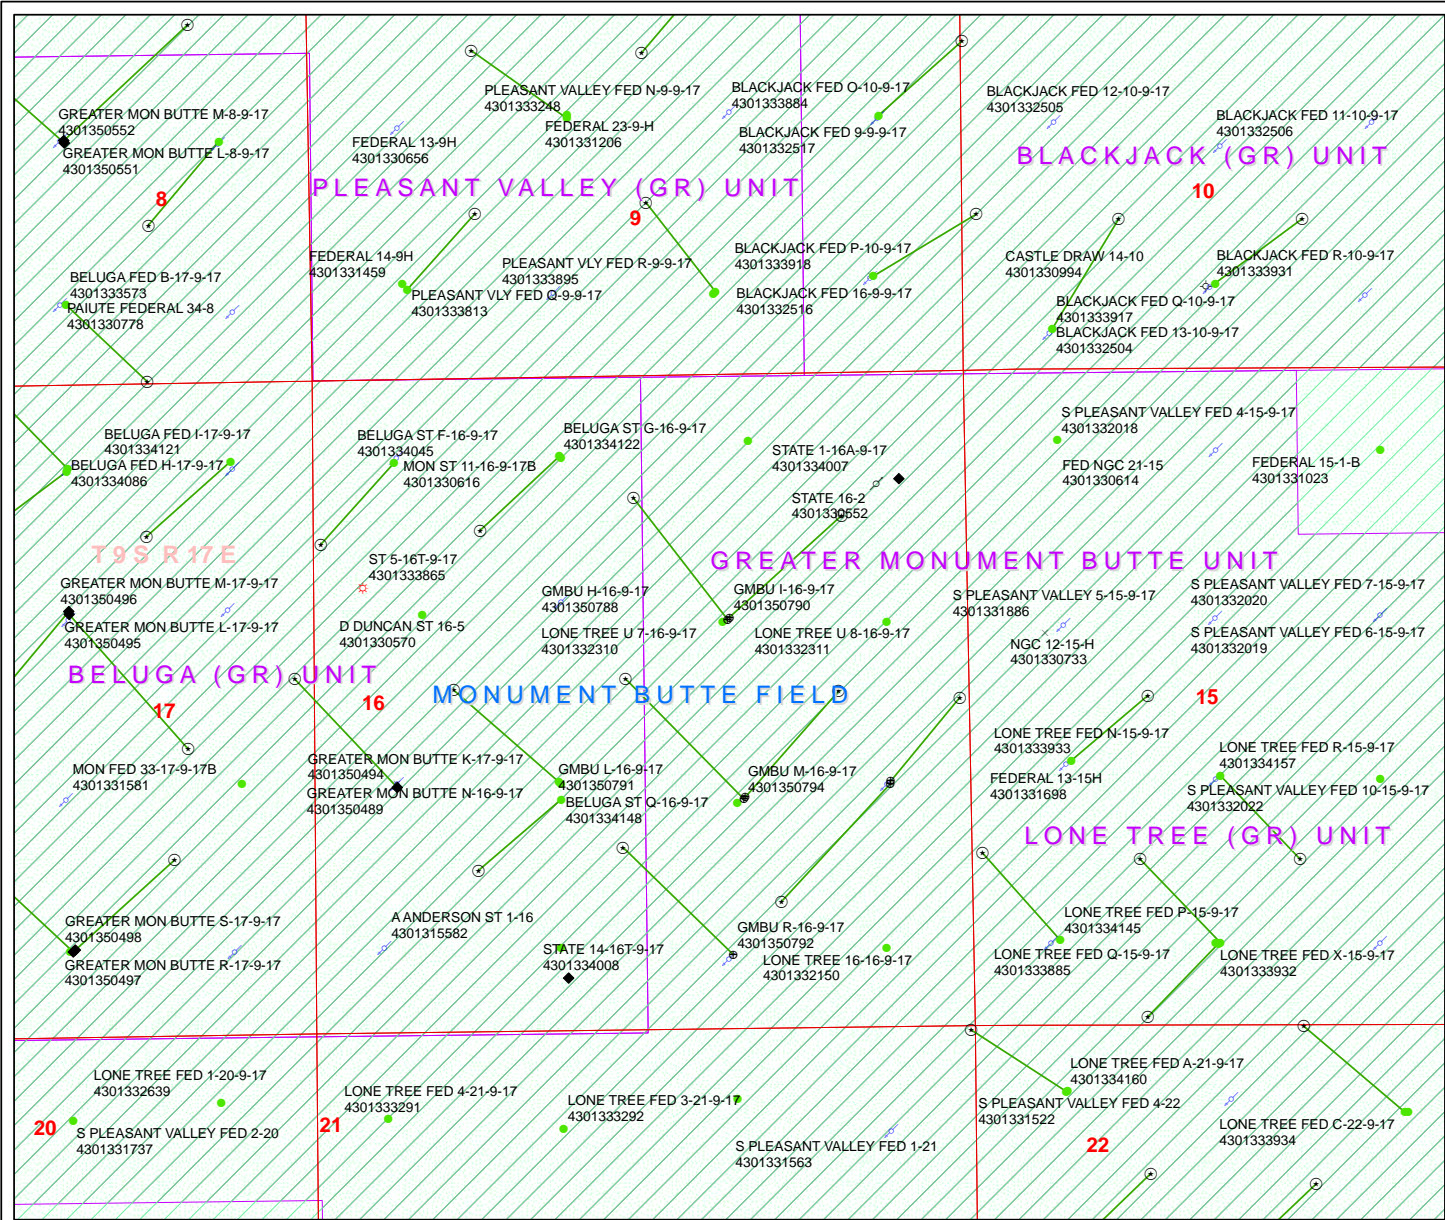 PLEASANT VALLEY FED N-9-9-17
4301333248
FEDERAL 23-9-H
4301331206
BLACKJACK FED O-10-9-17
4301333884
BLACKJACK FED 9-9-9-17
4301332517
BLACKJACK FED 12-10-9-17
4301332505
BLACKJACK FED 11-10-9-17
4301332506
GREATER MON BUTTE M-8-9-17
4301350552
GREATER MON BUTTE L-8-9-17
4301350551
FEDERAL 13-9H
4301330656
BLACKJACK (GR) UNIT
PLEASANT VALLEY (GR) UNIT
8
9
10
BELUGA FED B-17-9-17
4301333573
PAIUTE FEDERAL 34-8
4301330778
FEDERAL 14-9H
4301331459
PLEASANT VLY FED Q-9-9-17
4301333813
PLEASANT VLY FED R-9-9-17
4301333895
BLACKJACK FED P-10-9-17
4301333918
BLACKJACK FED 16-9-9-17
4301332516
CASTLE DRAW 14-10
4301330994
BLACKJACK FED R-10-9-17
4301333931
BLACKJACK FED Q-10-9-17
4301333917
BLACKJACK FED 13-10-9-17
4301332504
BELUGA FED I-17-9-17
4301334121
BELUGA FED H-17-9-17
4301334086
BELUGA ST F-16-9-17
4301334045
MON ST 11-16-9-17B
4301330616
BELUGA ST G-16-9-17
4301334122
STATE 1-16A-9-17
4301334007
STATE 16-2
4301330552
S PLEASANT VALLEY FED 4-15-9-17
4301332018
FED NGC 21-15
4301330614
FEDERAL 15-1-B
4301331023
T 9 S R 17 E
GREATER MONUMENT BUTTE UNIT
GREATER MON BUTTE M-17-9-17
4301350496
GREATER MON BUTTE L-17-9-17
4301350495
ST 5-16T-9-17
4301333865
D DUNCAN ST 16-5
4301330570
GMBU H-16-9-17
4301350788
LONE TREE U 7-16-9-17
4301332310
GMBU I-16-9-17
4301350790
LONE TREE U 8-16-9-17
4301332311
S PLEASANT VALLEY 5-15-9-17
4301331886
NGC 12-15-H
4301330733
S PLEASANT VALLEY FED 7-15-9-17
4301332020
S PLEASANT VALLEY FED 6-15-9-17
4301332019
BELUGA (GR) UNIT
MONUMENT BUTTE FIELD
17
16
15
MON FED 33-17-9-17B
4301331581
GREATER MON BUTTE K-17-9-17
4301350494
GREATER MON BUTTE N-16-9-17
4301350489
GMBU L-16-9-17
4301350791
BELUGA ST Q-16-9-17
4301334148
GMBU M-16-9-17
4301350794
LONE TREE FED N-15-9-17
4301333933
FEDERAL 13-15H
4301331698
LONE TREE FED R-15-9-17
4301334157
S PLEASANT VALLEY FED 10-15-9-17
4301332022
LONE TREE (GR) UNIT
GREATER MON BUTTE S-17-9-17
4301350498
GREATER MON BUTTE R-17-9-17
4301350497
A ANDERSON ST 1-16
4301315582
STATE 14-16T-9-17
4301334008
GMBU R-16-9-17
4301350792
LONE TREE 16-16-9-17
4301332150
LONE TREE FED P-15-9-17
4301334145
LONE TREE FED Q-15-9-17
4301333885
LONE TREE FED X-15-9-17
4301333932
LONE TREE FED 1-20-9-17
4301332639
S PLEASANT VALLEY FED 2-20
4301331737
20
21
LONE TREE FED 4-21-9-17
4301333291
LONE TREE FED 3-21-9-17
4301333292
S PLEASANT VALLEY FED 1-21
4301331563
LONE TREE FED A-21-9-17
4301334160
S PLEASANT VALLEY FED 4-22
4301331522
22
LONE TREE FED C-22-9-17
4301333934